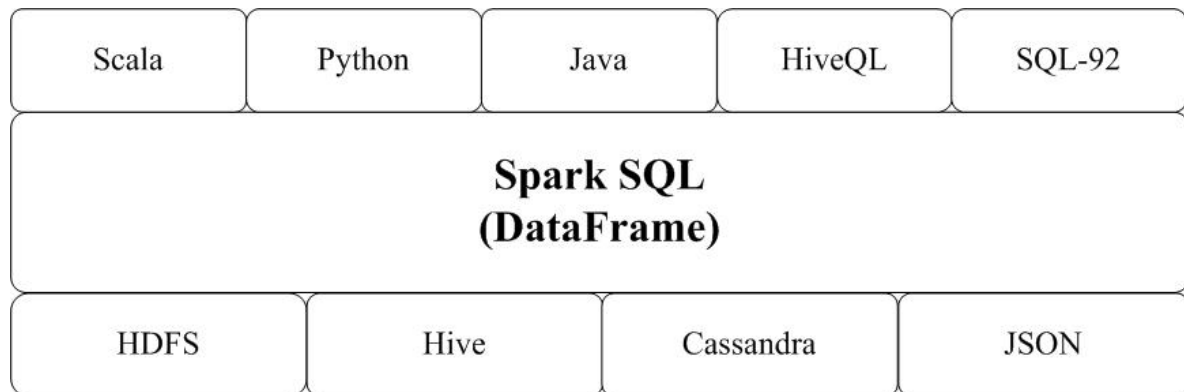 Scala Python Java HiveQL SQL-92
Spark SQL
(DataFrame)
HDFS Hive Cassandra JSON